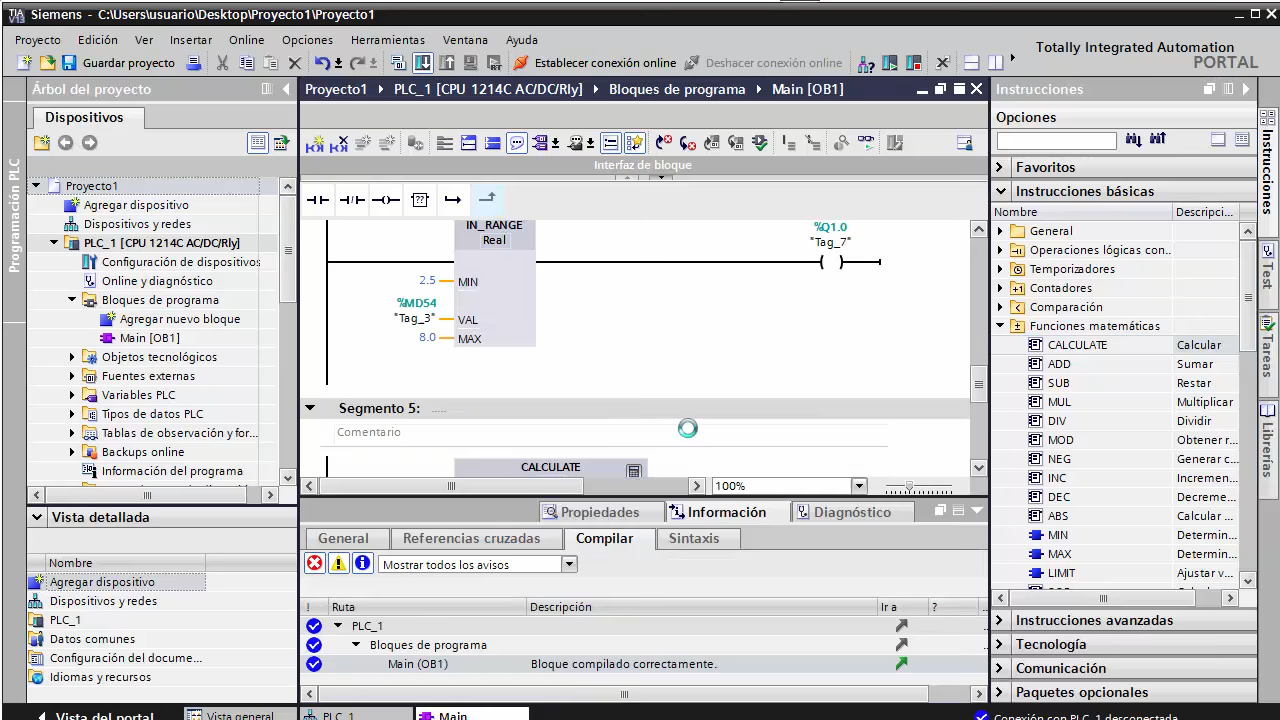 Siemens - C:\Users\usuario\Desktop\Proyecto1\Proyecto1
TIA V13
Proyecto Edición Ver Insertar Online Opciones Herramientas Ventana Ayuda
Guardar proyecto
Establecer conexión online
Deshacer conexión online
Totally Integrated Automation
PORTAL
Programación PLC
Árbol del proyecto
Dispositivos
Proyecto1
Agregar dispositivo
Dispositivos y redes
PLC_1 [CPU 1214C AC/DC/Rly]
Configuración de dispositivos
Online y diagnóstico
Bloques de programa
Agregar nuevo bloque
Main [OB1]
Objetos tecnológicos
Fuentes externas
Variables PLC
Tipos de datos PLC
Tablas de observación y for...
Backups online
Información del programa
Vista detallada
Nombre
Agregar dispositivo
Dispositivos y redes
PLC_1
Datos comunes
Configuración del docume...
Idiomas y recursos
Proyecto1 PLC_1 [CPU 1214C AC/DC/Rly] Bloques de programa Main [OB1]
Interfaz de bloque
??
IN_RANGE
Real
%Q1.0
"Tag_7"
2.5 MIN
%MD54
"Tag_3" VAL
8.0 MAX
Segmento 5: .....
Comentario
CALCULATE
100%
Propiedades Información Diagnóstico
General Referencias cruzadas Compilar Sintaxis
Mostrar todos los avisos
! Ruta Descripción Ir a ? ..
PLC_1 ..
Bloques de programa ..
Main (OB1) Bloque compilado correctamente. ..
Instrucciones
Opciones
Favoritos
Instrucciones básicas
Nombre Descripci...
General
Operaciones lógicas con...
Temporizadores
Contadores
Comparación
Funciones matemáticas
CALCULATE Calcular
ADD Sumar
SUB Restar
MUL Multiplicar
DIV Dividir
MOD Obtener r
NEG Generar c
INC Incremen...
DEC Decreme...
ABS Calcular ...
MIN Determin...
MAX Determin...
LIMIT Ajustar v...
Instrucciones avanzadas
Tecnología
Comunicación
Paquetes opcionales
Instrucciones
Test
Tareas
Librerías
Vista del portal Vista general PLC_1 Main Conexión con PLC_1 desconectada